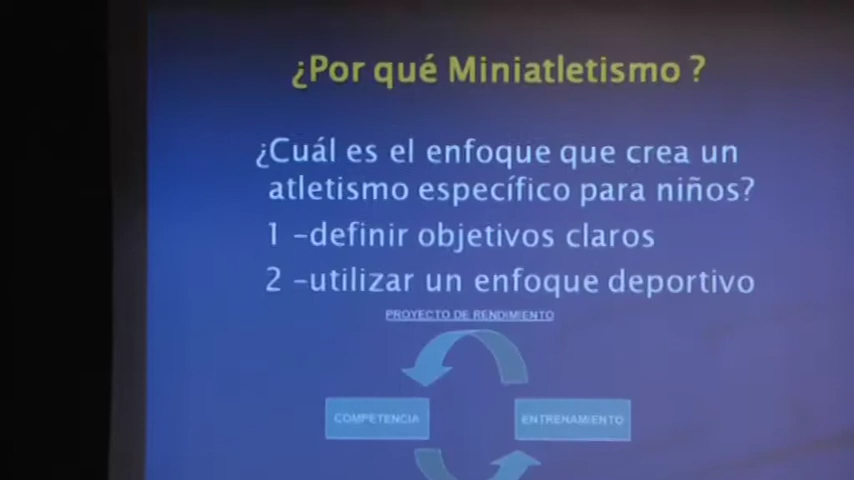 ¿Por qué Miniatletismo ?
¿Cuál es el enfoque que crea un
atletismo específico para niños?
1 -definir objetivos claros
2 -utilizar un enfoque deportivo
PROYECTO DE RENDIMIENTO
COMPETENCIA
ENTRENAMIENTO